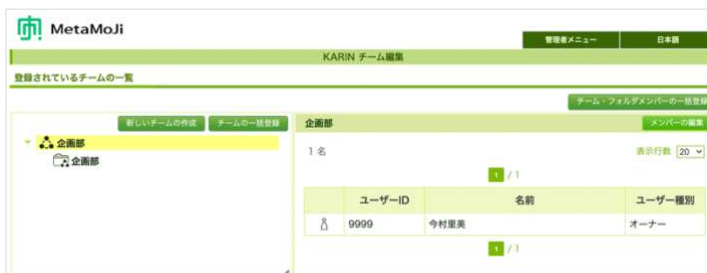 MetaMoJi
管理者メニュー 日本語
KARIN チーム編集
登録されているチームの一覧
チーム・フォルダメンバーの一括登録
新しいチームの作成 チームの一括登録 企画部 メンバーの編集
企画部
企画部
1 名 表示行数 20
1 / 1
ユーザーID 名前 ユーザー種別
9999 今村里美 オーナー
1 / 1